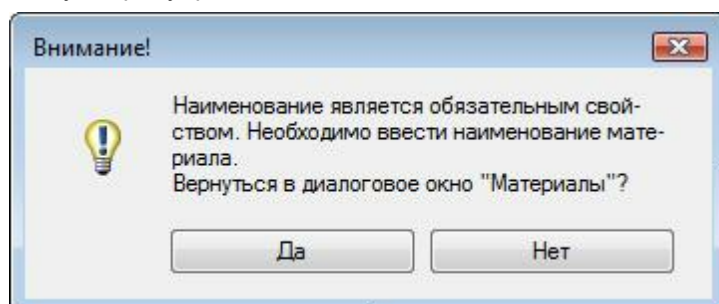 Внимание!
Наименование является обязательным свой-
ством. Необходимо ввести наименование мате-
риала.
Вернуться в диалоговое окно "Материалы"?
Да Нет